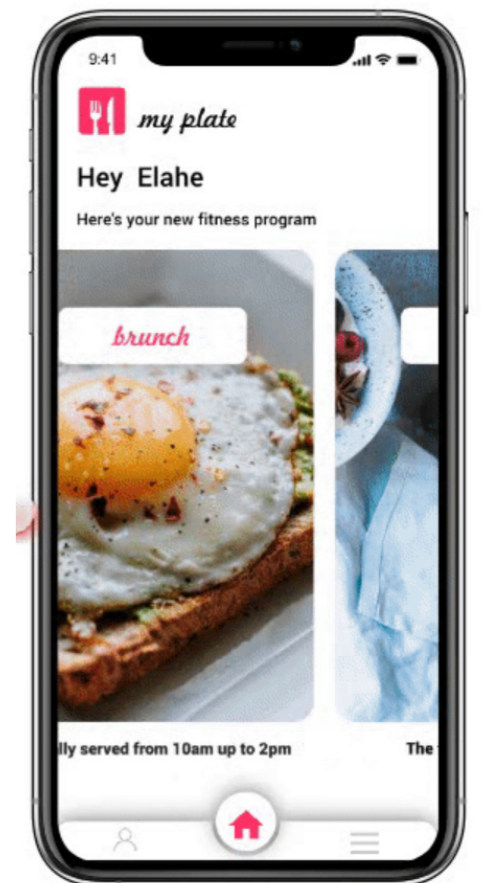 9:41
my plate
Hey Elahe
Here's your new fitness program
brunch
lly served from 10am up to 2pm
The